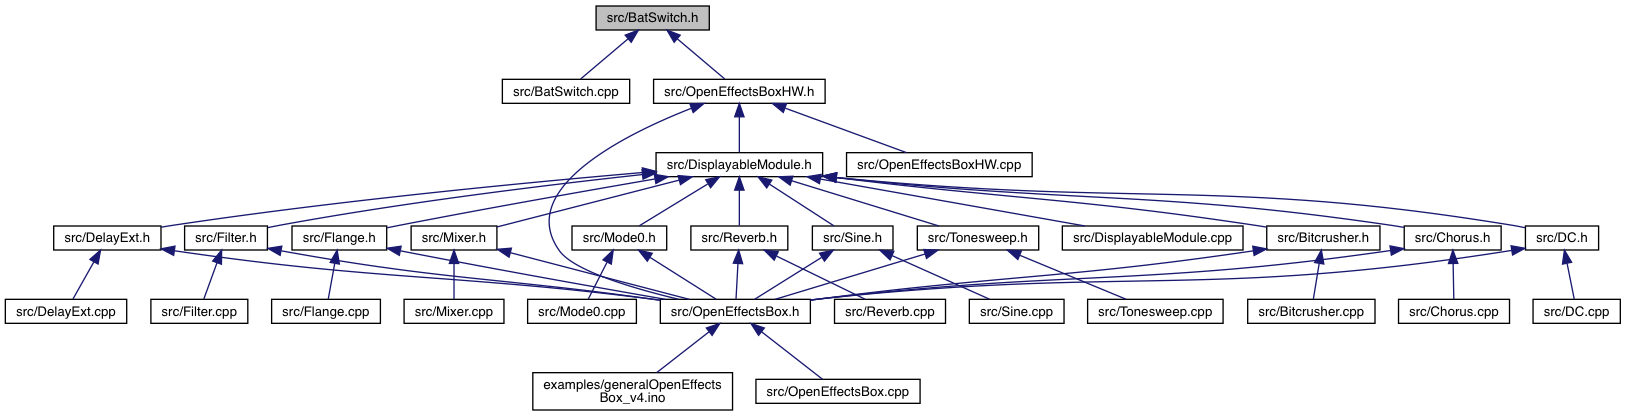 src/BatSwitch.h
src/BatSwitch.cpp
src/OpenEffectsBoxHW.h
src/DisplayableModule.h
src/OpenEffectsBoxHW.cpp
src/DelayExt.h
src/Filter.h
src/Flange.h
src/Mixer.h
src/Mode0.h
src/Reverb.h
src/Sine.h
src/Tonesweep.h
src/DisplayableModule.cpp
src/Bitcrusher.h
src/Chorus.h
src/DC.h
src/DelayExt.cpp
src/Filter.cpp
src/Flange.cpp
src/Mixer.cpp
src/Mode0.cpp
src/OpenEffectsBox.h
src/Reverb.cpp
src/Sine.cpp
src/Tonesweep.cpp
src/Bitcrusher.cpp
src/Chorus.cpp
src/DC.cpp
examples/generalOpenEffects
Box_v4.ino
src/OpenEffectsBox.cpp